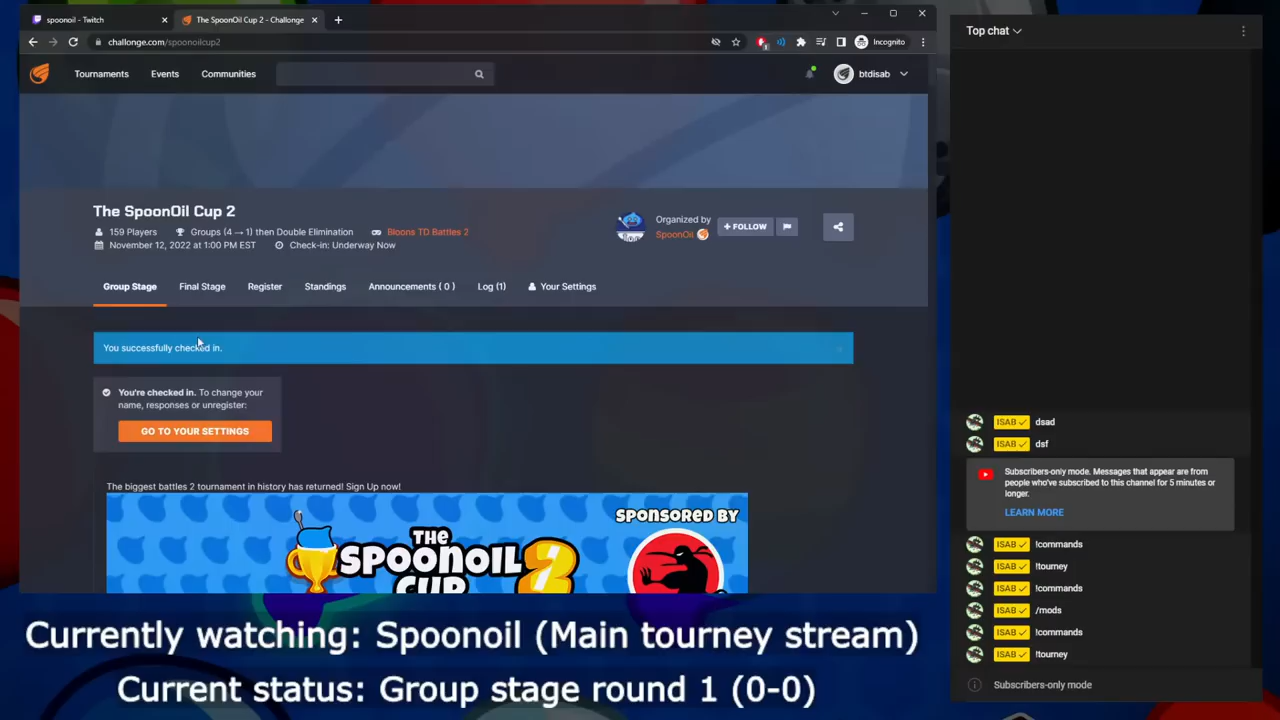 spoonoil - Twitch
The SpoonOil Cup 2 - Challonge
challonge.com/spoonoilcup2
Incognito
Tournaments
Events
Communities
btdisab
The SpoonOil Cup 2
159 Players
Groups (4 → 1) then Double Elimination
Bloons TD Battles 2
November 12, 2022 at 1:00 PM EST
Check-in: Underway Now
Organized by
SpoonOil
+ FOLLOW
Group Stage
Final Stage
Register
Standings
Announcements ( 0 )
Log (1)
Your Settings
You successfully checked in.
You're checked in. To change your
name, responses or unregister:
GO TO YOUR SETTINGS
The biggest battles 2 tournament in history has returned! Sign Up now!
THE
SPOONOIL
CUP
2
SPONSORED BY
Currently watching: Spoonoil (Main tourney stream)
Current status: Group stage round 1 (0-0)
Top chat
ISAB dsad
ISAB dsf
Subscribers-only mode. Messages that appear are from
people who've subscribed to this channel for 5 minutes or
longer.
LEARN MORE
ISAB !commands
ISAB !tourney
ISAB !commands
ISAB /mods
ISAB !commands
ISAB !tourney
Subscribers-only mode